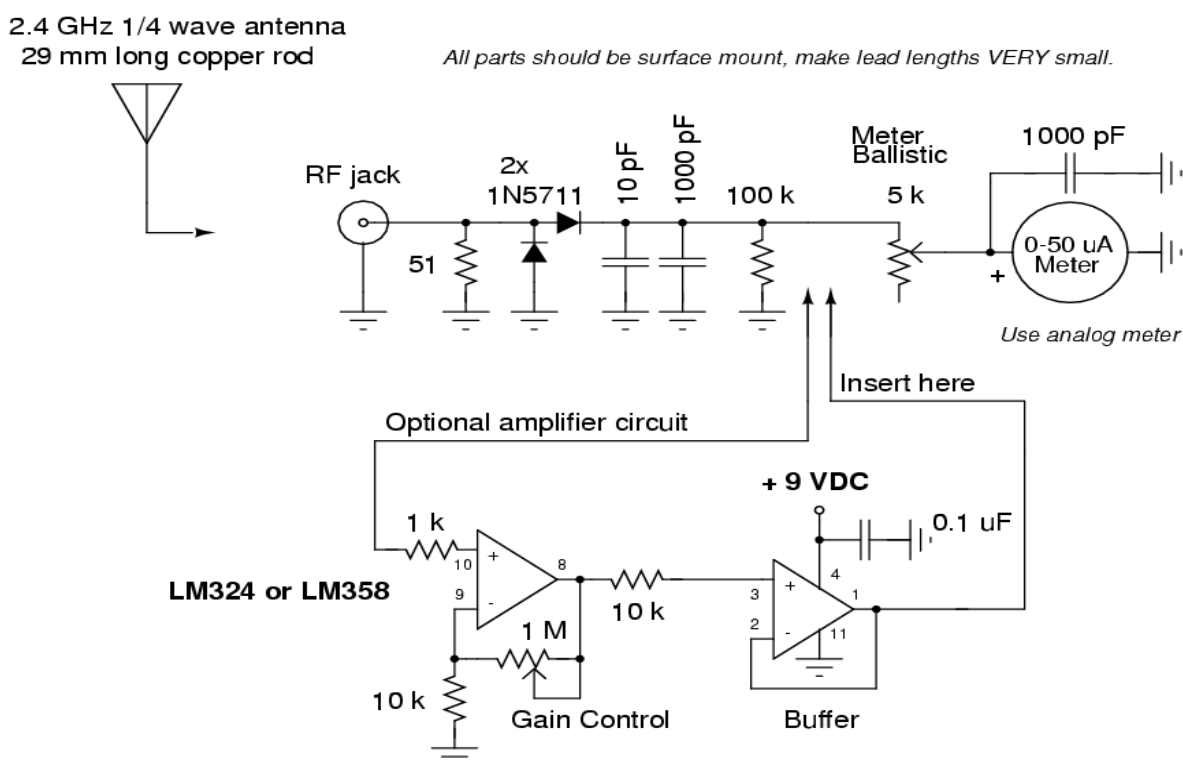 2.4 GHz 1/4 wave antenna
29 mm long copper rod
All parts should be surface mount, make lead lengths VERY small.
RF jack
2x
1N5711
10 pF
1000 pF
100 k
Meter
Ballistic
5 k
1000 pF
51
0-50 uA
Meter
+
Use analog meter
Insert here
Optional amplifier circuit
+ 9 VDC
0.1 uF
1 k
+
10
8
9
-
LM324 or LM358
10 k
1 M
10 k
Gain Control
3
+
4
1
2
-
11
Buffer